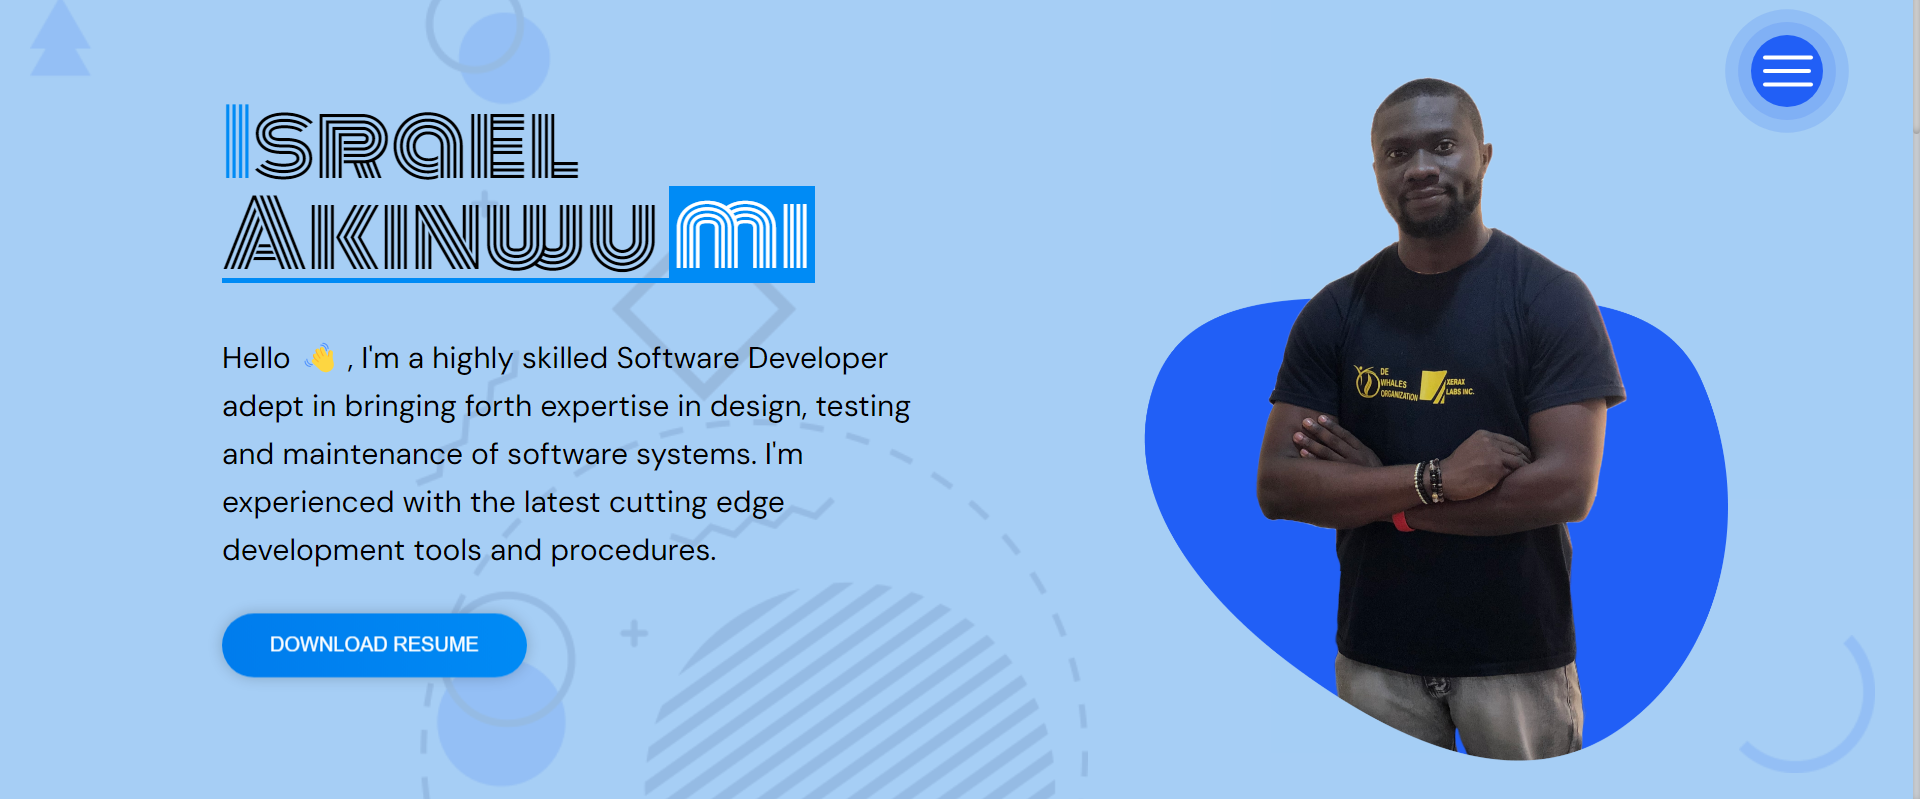 Israel
Akinwumi
Hello 👋 , I'm a highly skilled Software Developer
adept in bringing forth expertise in design, testing
and maintenance of software systems. I'm
experienced with the latest cutting edge
development tools and procedures.
DOWNLOAD RESUME
DE
WHALES
ORGANIZATION
XERAX
LABS INC.